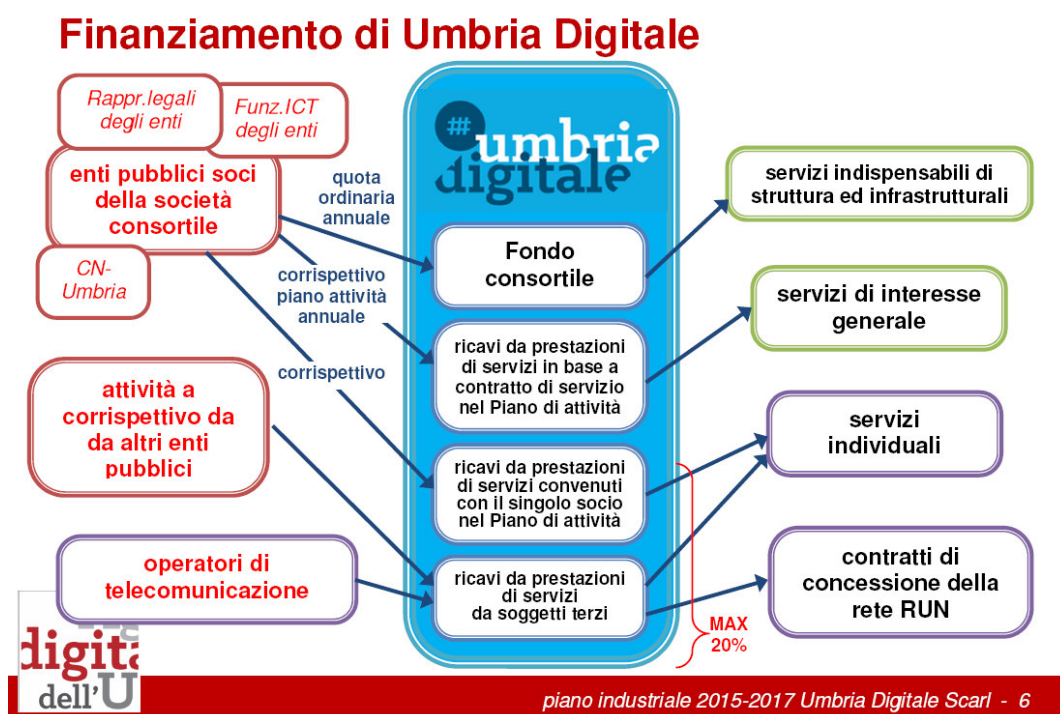 Finanziamento di Umbria Digitale
Rappr.legali
degli enti
Funz.ICT
degli enti
enti pubblici soci
della società
consortile
CN-
Umbria
attività a
corrispettivo da
da altri enti
pubblici
operatori di
telecomunicazione
quota
ordinaria
annuale
corrispettivo
piano attività
annuale
corrispettivo
#umbria
digitale
Fondo
consortile
ricavi da prestazioni
di servizi in base a
contratto di servizio
nel Piano di attività
ricavi da prestazioni
di servizi convenuti
con il singolo socio
nel Piano di attività
ricavi da prestazioni
di servizi
da soggetti terzi
MAX
20%
servizi indispensabili di
struttura ed infrastrutturali
servizi di interesse
generale
servizi
individuali
contratti di
concessione della
rete RUN
digita
dell'U
piano industriale 2015-2017 Umbria Digitale Scarl - 6